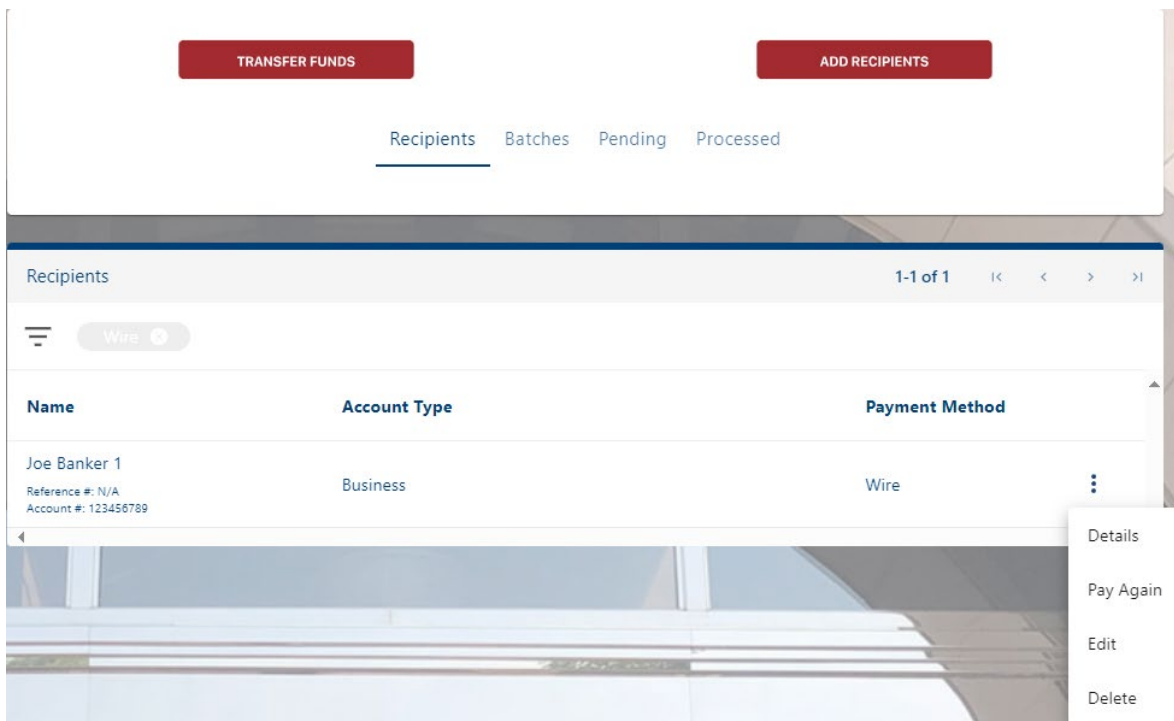 TRANSFER FUNDS ADD RECIPIENTS
Recipients Batches Pending Processed
Recipients 1-1 of 1
Wire
Name Account Type Payment Method
Joe Banker 1
Reference #: N/A
Account #: 123456789
Business
Wire
Details
Pay Again
Edit
Delete